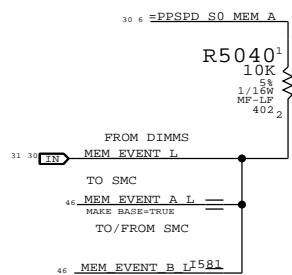 30 6 =PPSPD_S0_MEM_A
R5040 1
10K
5%
1/16W
MF-LF
402 2
FROM DIMMS
31 30 IN MEM_EVENT_L
TO SMC
46 MEM_EVENT_A_L
MAKE_BASE=TRUE
TO/FROM SMC
46 MEM_EVENT_B_L I581